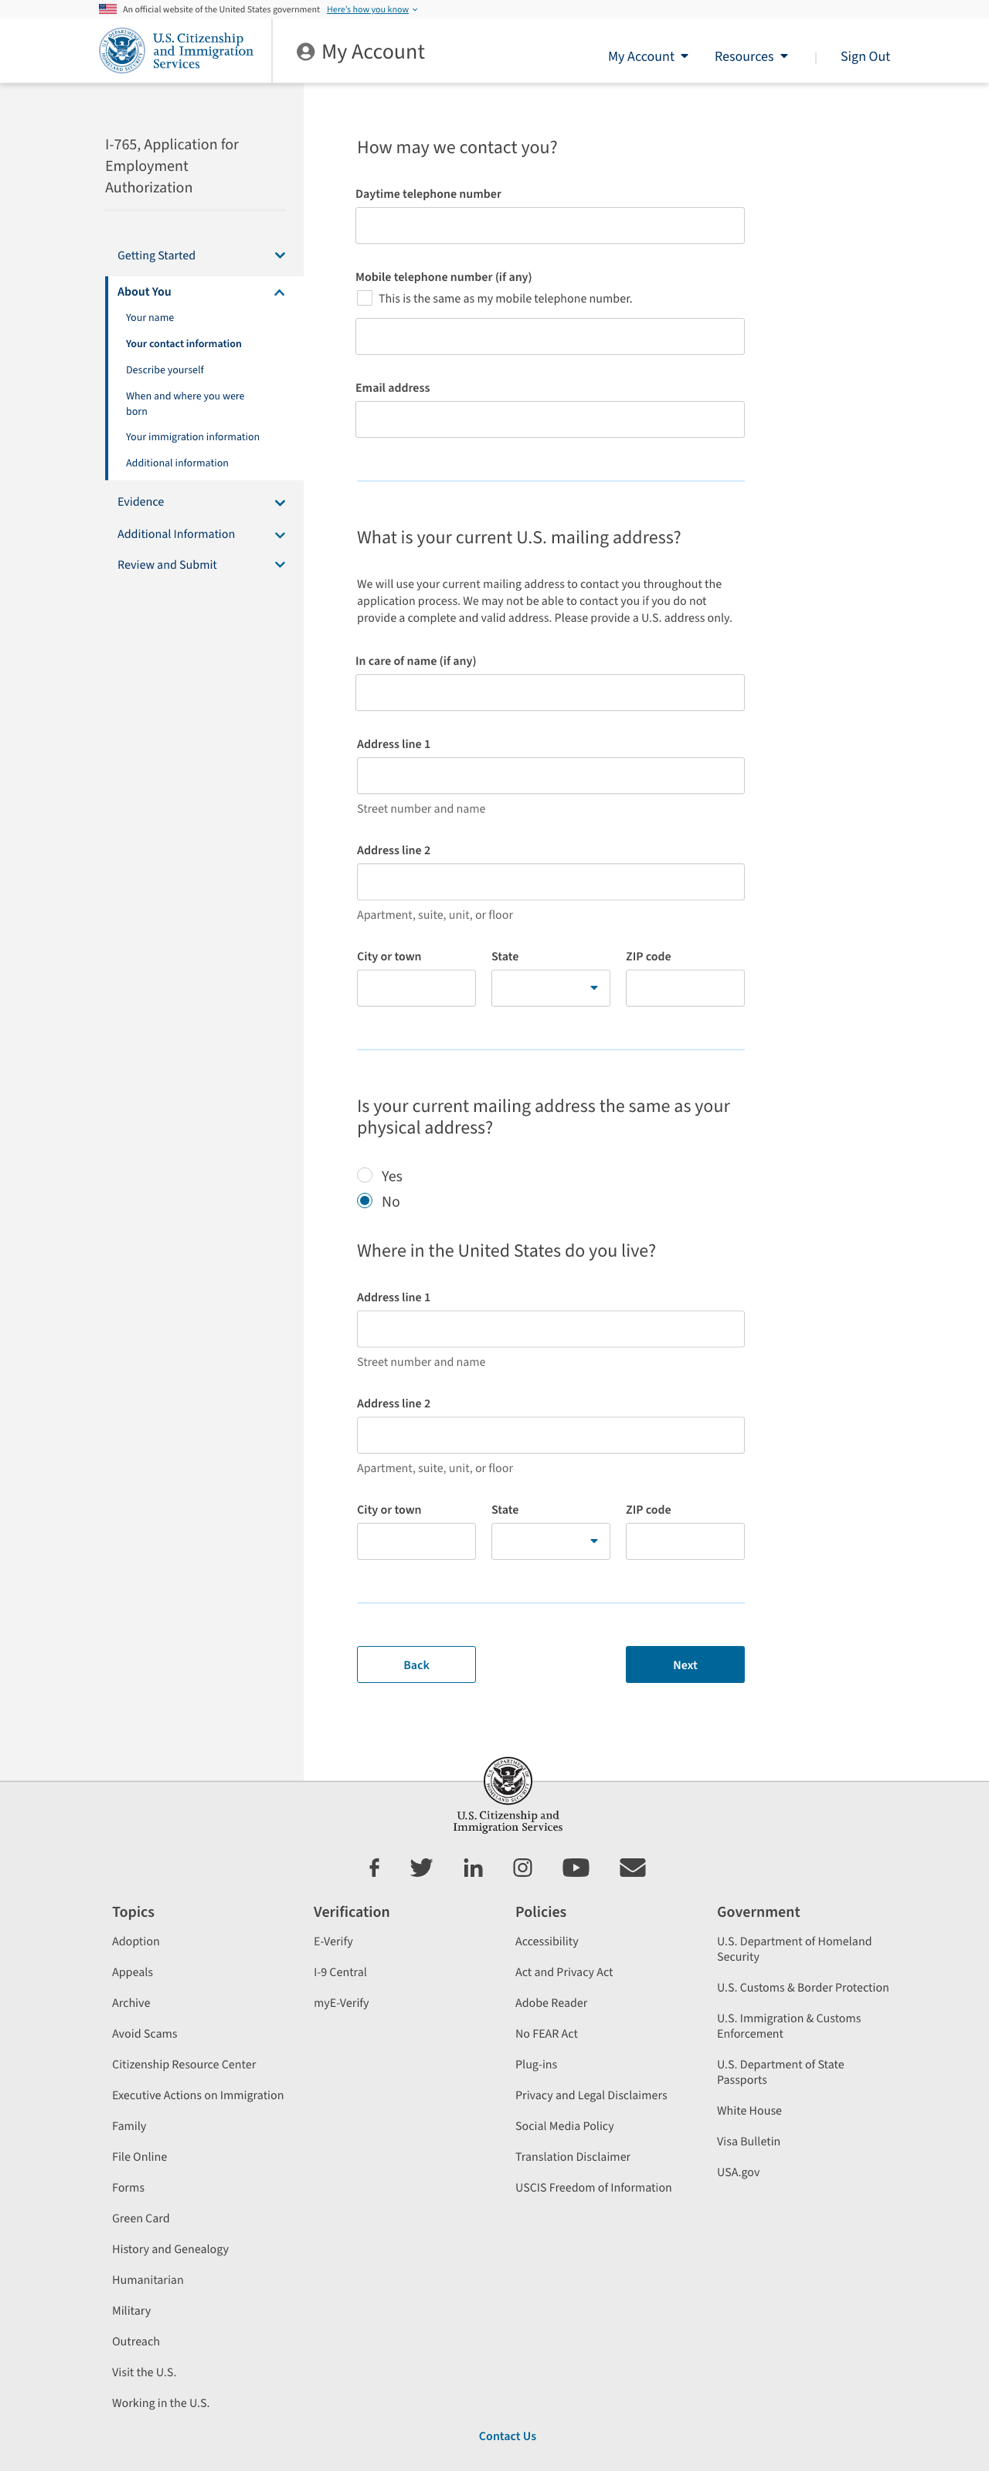 An official website of the United States government Here's how you know
U.S. Citizenship
and Immigration
Services
My Account
My Account
Resources
Sign Out
I-765, Application for
Employment
Authorization
Getting Started
About You
Your name
Your contact information
Describe yourself
When and where you were
born
Your immigration information
Additional information
Evidence
Additional Information
Review and Submit
How may we contact you?
Daytime telephone number
Mobile telephone number (if any)
This is the same as my mobile telephone number.
Email address
What is your current U.S. mailing address?
We will use your current mailing address to contact you throughout the
application process. We may not be able to contact you if you do not
provide a complete and valid address. Please provide a U.S. address only.
In care of name (if any)
Address line 1
Street number and name
Address line 2
Apartment, suite, unit, or floor
City or town State ZIP code
Is your current mailing address the same as your
physical address?
Yes
No
Where in the United States do you live?
Address line 1
Street number and name
Address line 2
Apartment, suite, unit, or floor
City or town State ZIP code
Back
Next
U.S. Citizenship and
Immigration Services
Topics
Adoption
Appeals
Archive
Avoid Scams
Citizenship Resource Center
Executive Actions on Immigration
Family
File Online
Forms
Green Card
History and Genealogy
Humanitarian
Military
Outreach
Visit the U.S.
Working in the U.S.
Verification
E-Verify
I-9 Central
myE-Verify
Policies
Accessibility
Act and Privacy Act
Adobe Reader
No FEAR Act
Plug-ins
Privacy and Legal Disclaimers
Social Media Policy
Translation Disclaimer
USCIS Freedom of Information
Government
U.S. Department of Homeland
Security
U.S. Customs & Border Protection
U.S. Immigration & Customs
Enforcement
U.S. Department of State
Passports
White House
Visa Bulletin
USA.gov
Contact Us